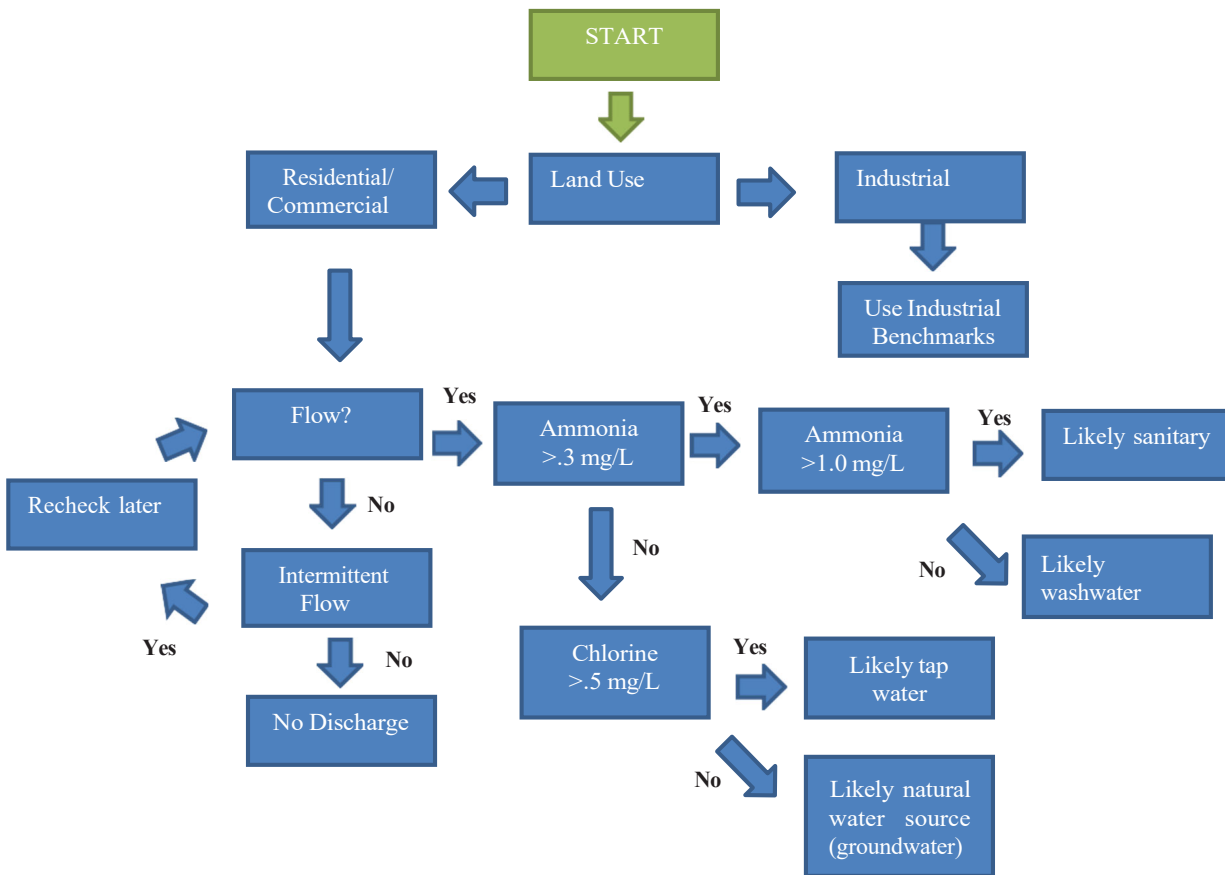 START
Residential/
Commercial
Land Use
Industrial
Use Industrial
Benchmarks
Flow?
Yes
Ammonia
>.3 mg/L
Yes
Ammonia
>1.0 mg/L
Yes
Likely sanitary
Recheck later
No
No
No
Intermittent
Flow
Likely
washwater
Yes
No
Chlorine
>.5 mg/L
Yes
Likely tap
water
No Discharge
No
Likely natural
water source
(groundwater)